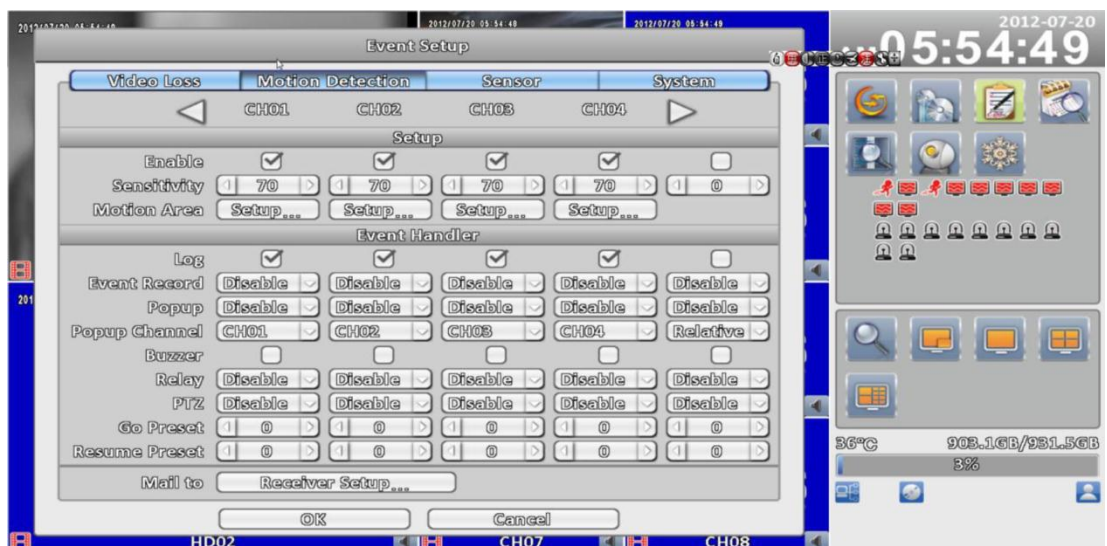 2012/07/20 05:54:48
2012/07/20 05:54:49
2012-07-20
05:54:49
Event Setup
Video Loss Motion Detection Sensor System
CH01 CH02 CH03 CH04
Setup
Enable
Sensitivity 70 70 70 70 0
Motion Area Setup... Setup... Setup... Setup...
Event Handler
Log
Event Record Disable Disable Disable Disable Disable
201
Popup Disable Disable Disable Disable Disable
Popup Channel CH01 CH02 CH03 CH04 Relative
Buzzer
Relay Disable Disable Disable Disable Disable
PTZ Disable Disable Disable Disable Disable
Go Preset 0 0 0 0 0
Resume Preset 0 0 0 0 0
36°C 903.1GB/931.5GB
3%
Mail to Receiver Setup...
OK Cancel
HD02 CH07 CH08